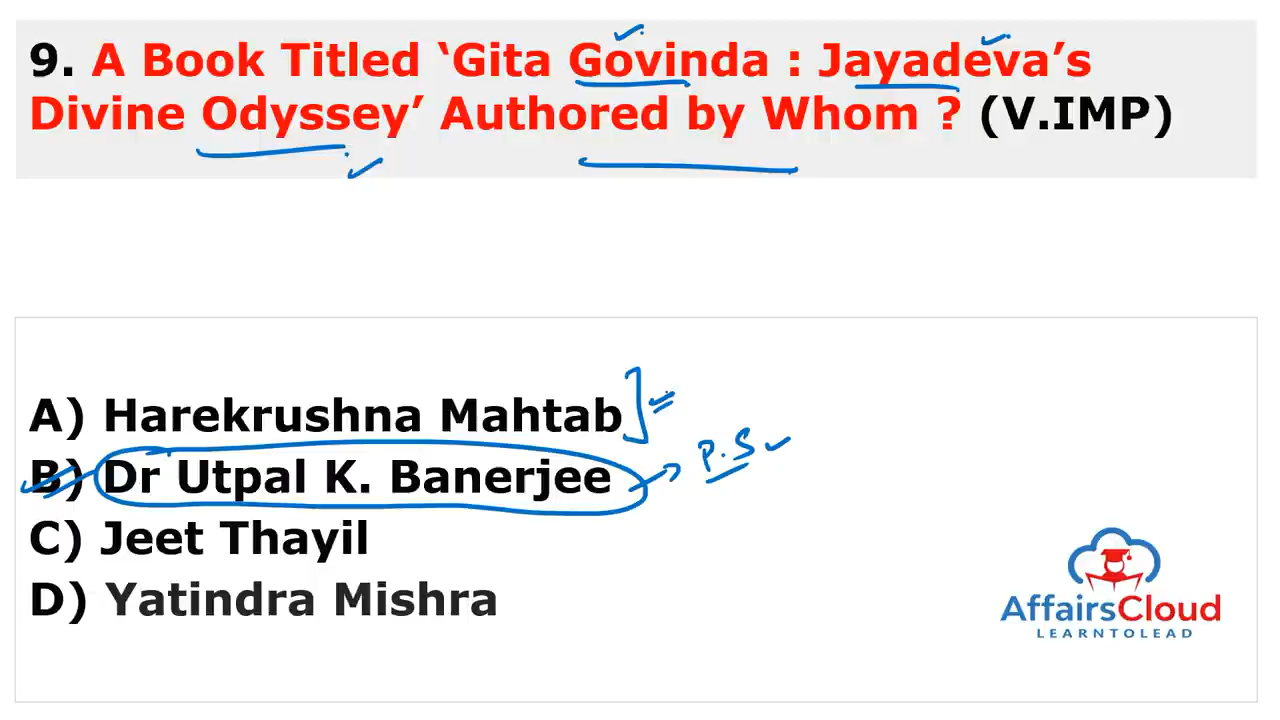 9. A Book Titled ‘Gita Govinda : Jayadeva’s
Divine Odyssey’ Authored by Whom ? (V.IMP)
A) Harekrushna Mahtab
B) Dr Utpal K. Banerjee
P.S
C) Jeet Thayil
D) Yatindra Mishra
AffairsCloud
LEARNTOLEAD